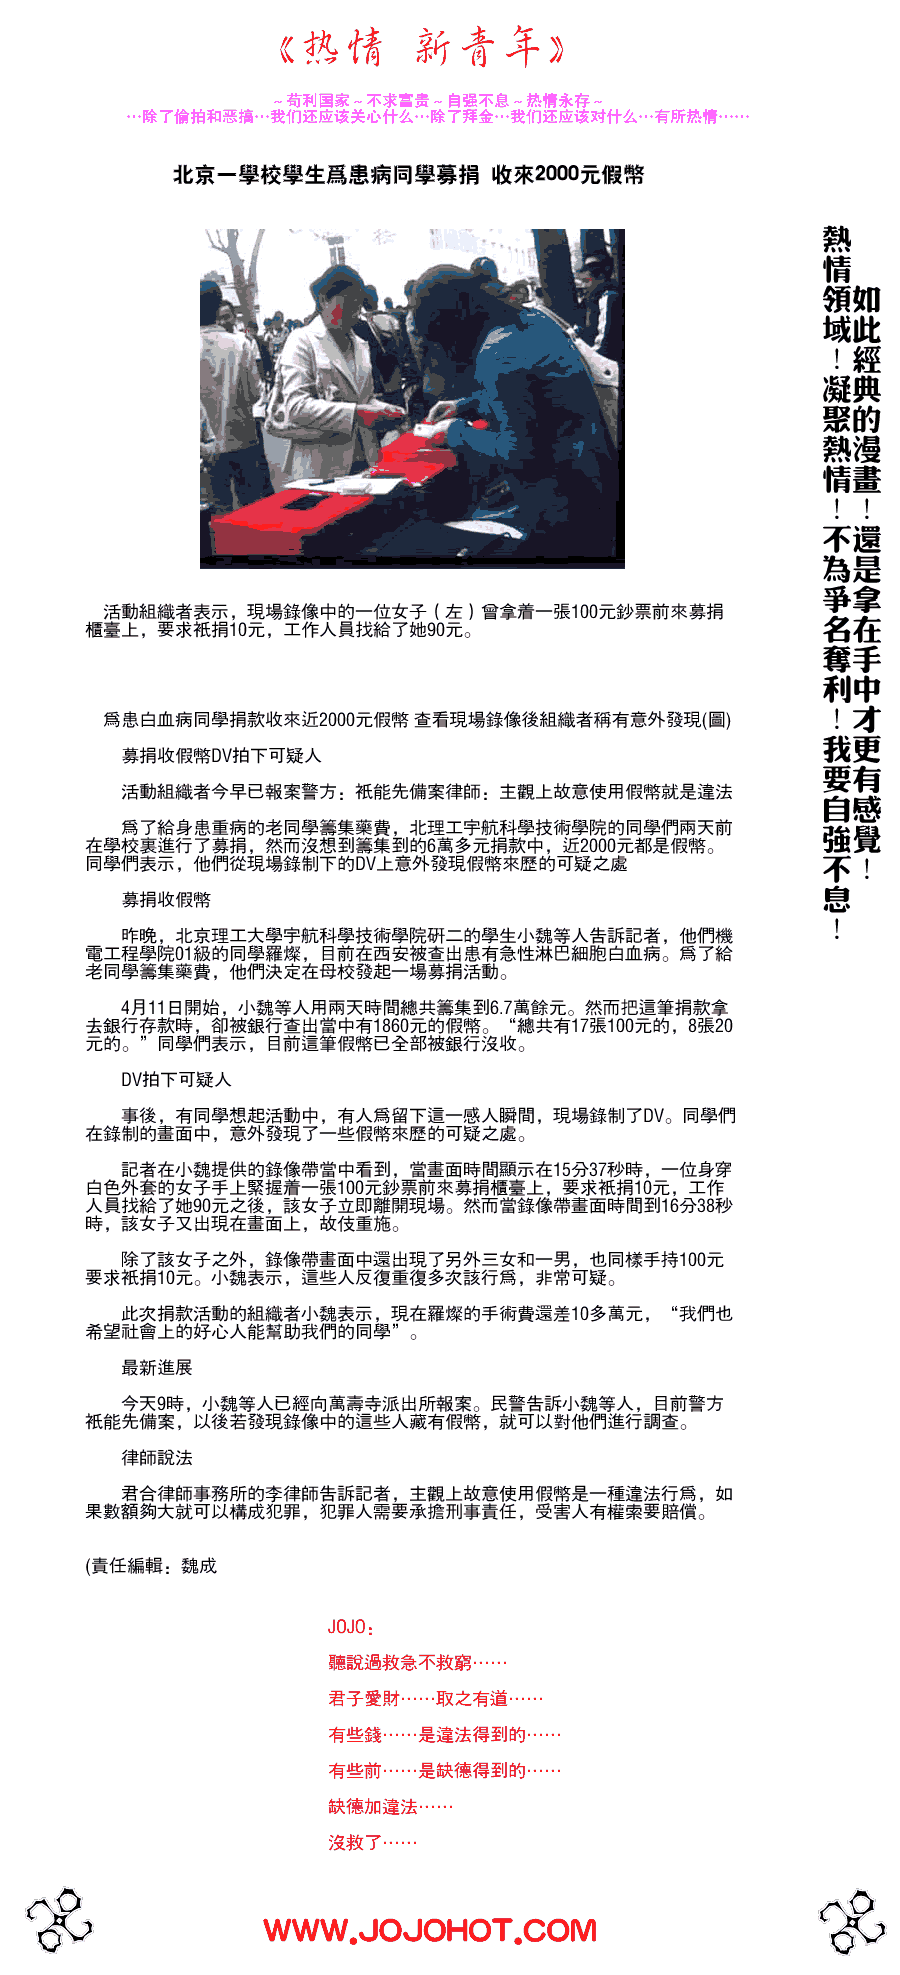 《热情 新青年》
~苟利国家~不求富贵~自强不息~热情永存~
…除了偷拍和恶搞…我们还应该关心什么…除了拜金…我们还应该对什么…有所热情……
北京一學校學生爲患病同學募捐 收來2000元假幣
如此經典的漫畫！還是拿在手中才更有感覺！
熱情領域！凝聚熱情！不為爭名奪利！我要自強不息！
活動組織者表示，現場錄像中的一位女子（左）曾拿着一張100元鈔票前來募捐
櫃臺上，要求衹捐10元，工作人員找給了她90元。
爲患白血病同學捐款收來近2000元假幣 查看現場錄像後組織者稱有意外發現(圖)
募捐收假幣DV拍下可疑人
活動組織者今早已報案警方：衹能先備案律師：主觀上故意使用假幣就是違法
爲了給身患重病的老同學籌集藥費，北理工宇航科學技術學院的同學們兩天前
在學校裏進行了募捐，然而沒想到籌集到的6萬多元捐款中，近2000元都是假幣。
同學們表示，他們從現場錄制下的DV上意外發現假幣來歷的可疑之處
募捐收假幣
昨晚，北京理工大學宇航科學技術學院研二的學生小魏等人告訴記者，他們機
電工程學院01級的同學羅燦，目前在西安被查出患有急性淋巴細胞白血病。爲了給
老同學籌集藥費，他們決定在母校發起一場募捐活動。
4月11日開始，小魏等人用兩天時間總共籌集到6.7萬餘元。然而把這筆捐款拿
去銀行存款時，卻被銀行查出當中有1860元的假幣。“總共有17張100元的，8張20
元的。”同學們表示，目前這筆假幣已全部被銀行沒收。
DV拍下可疑人
事後，有同學想起活動中，有人爲留下這一感人瞬間，現場錄制了DV。同學們
在錄制的畫面中，意外發現了一些假幣來歷的可疑之處。
記者在小魏提供的錄像帶當中看到，當畫面時間顯示在15分37秒時，一位身穿
白色外套的女子手上緊握着一張100元鈔票前來募捐櫃臺上，要求衹捐10元，工作
人員找給了她90元之後，該女子立即離開現場。然而當錄像帶畫面時間到16分38秒
時，該女子又出現在畫面上，故伎重施。
除了該女子之外，錄像帶畫面中還出現了另外三女和一男，也同樣手持100元
要求衹捐10元。小魏表示，這些人反復重復多次該行爲，非常可疑。
此次捐款活動的組織者小魏表示，現在羅燦的手術費還差10多萬元，“我們也
希望社會上的好心人能幫助我們的同學”。
最新進展
今天9時，小魏等人已經向萬壽寺派出所報案。民警告訴小魏等人，目前警方
衹能先備案，以後若發現錄像中的這些人藏有假幣，就可以對他們進行調查。
律師說法
君合律師事務所的李律師告訴記者，主觀上故意使用假幣是一種違法行爲，如
果數額夠大就可以構成犯罪，犯罪人需要承擔刑事責任，受害人有權索要賠償。
(責任編輯：魏成
JOJO：
聽說過救急不救窮……
君子愛財……取之有道……
有些錢……是違法得到的……
有些前……是缺德得到的……
缺德加違法……
沒救了……
WWW.JOJOHOT.COM